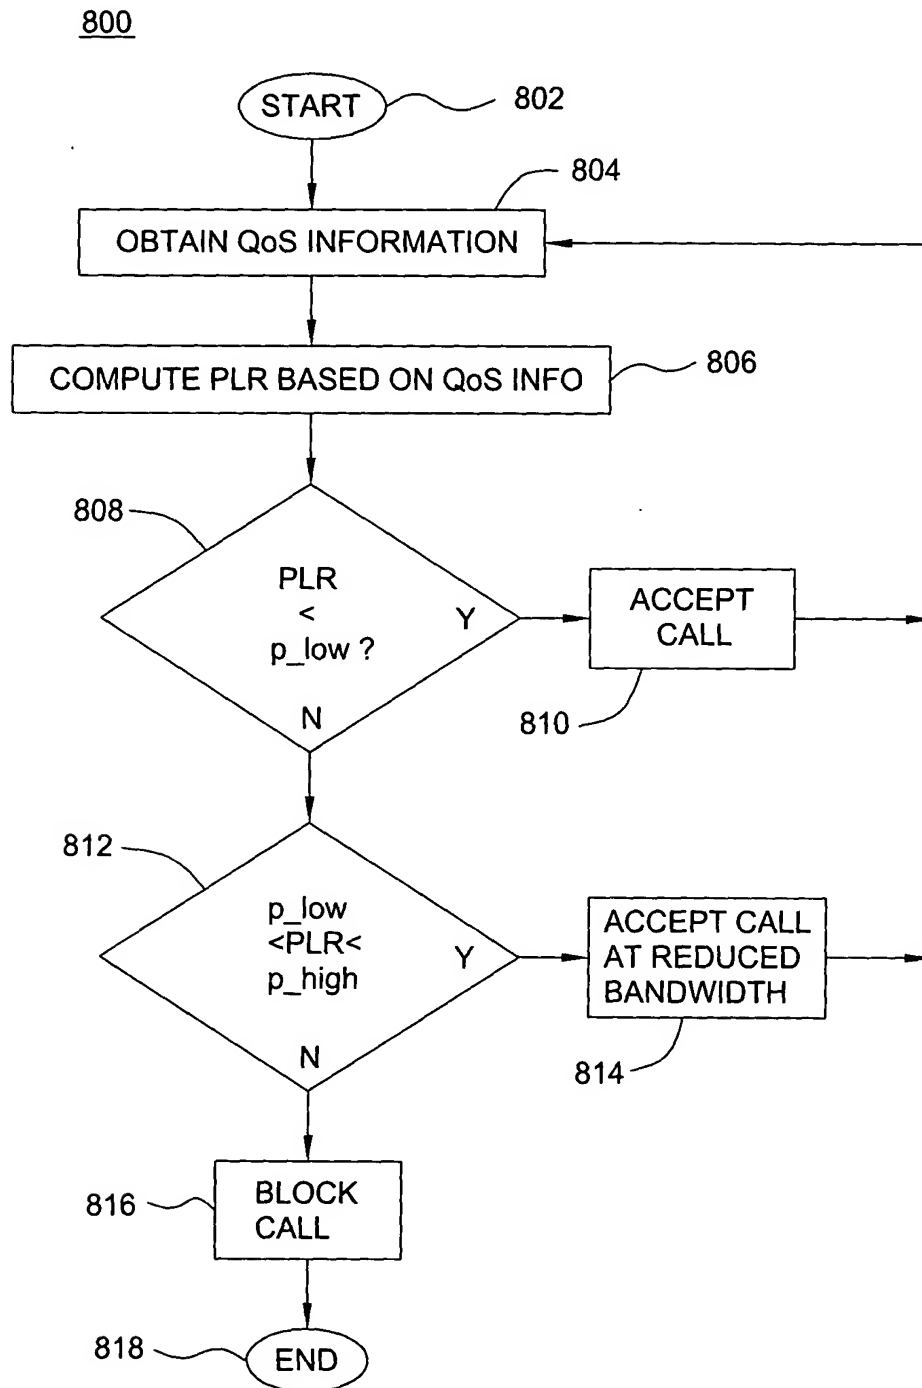 800
START
802
804
OBTAIN QoS INFORMATION
COMPUTE PLR BASED ON QoS INFO
806
808
PLR
<
p_low ?
Y
N
ACCEPT
CALL
810
812
p_low
<PLR<
p_high
Y
N
ACCEPT CALL
AT REDUCED
BANDWIDTH
814
BLOCK
CALL
816
END
818